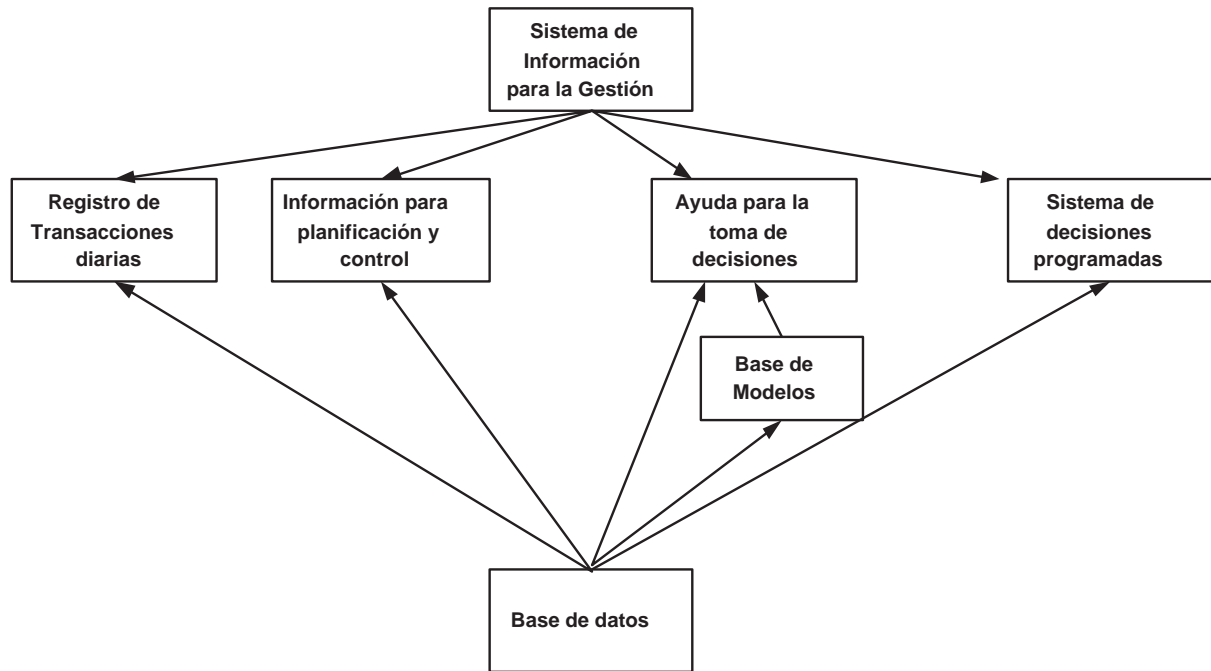 Sistema de
Información
para la Gestión
Registro de
Transacciones
diarias
Información para
planificación y
control
Ayuda para la
toma de
decisiones
Sistema de
decisiones
programadas
Base de
Modelos
Base de datos